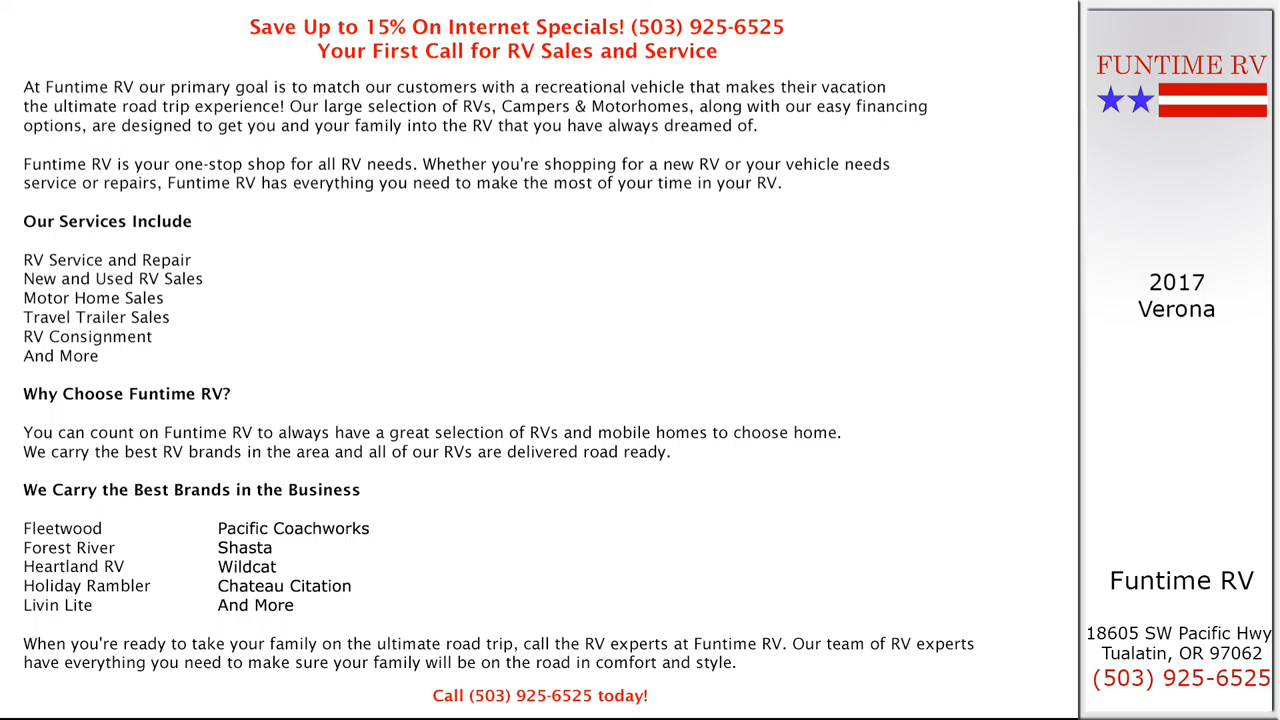 Save Up to 15% On Internet Specials! (503) 925-6525
Your First Call for RV Sales and Service
At Funtime RV our primary goal is to match our customers with a recreational vehicle that makes their vacation
the ultimate road trip experience! Our large selection of RVs, Campers & Motorhomes, along with our easy financing
options, are designed to get you and your family into the RV that you have always dreamed of.
Funtime RV is your one-stop shop for all RV needs. Whether you're shopping for a new RV or your vehicle needs
service or repairs, Funtime RV has everything you need to make the most of your time in your RV.
Our Services Include
RV Service and Repair
New and Used RV Sales
Motor Home Sales
Travel Trailer Sales
RV Consignment
And More
Why Choose Funtime RV?
You can count on Funtime RV to always have a great selection of RVs and mobile homes to choose home.
We carry the best RV brands in the area and all of our RVs are delivered road ready.
We Carry the Best Brands in the Business
Fleetwood
Forest River
Heartland RV
Holiday Rambler
Livin Lite
Pacific Coachworks
Shasta
Wildcat
Chateau Citation
And More
When you're ready to take your family on the ultimate road trip, call the RV experts at Funtime RV. Our team of RV experts
have everything you need to make sure your family will be on the road in comfort and style.
Call (503) 925-6525 today!
FUNTIME RV
2017
Verona
Funtime RV
18605 SW Pacific Hwy
Tualatin, OR 97062
(503) 925-6525